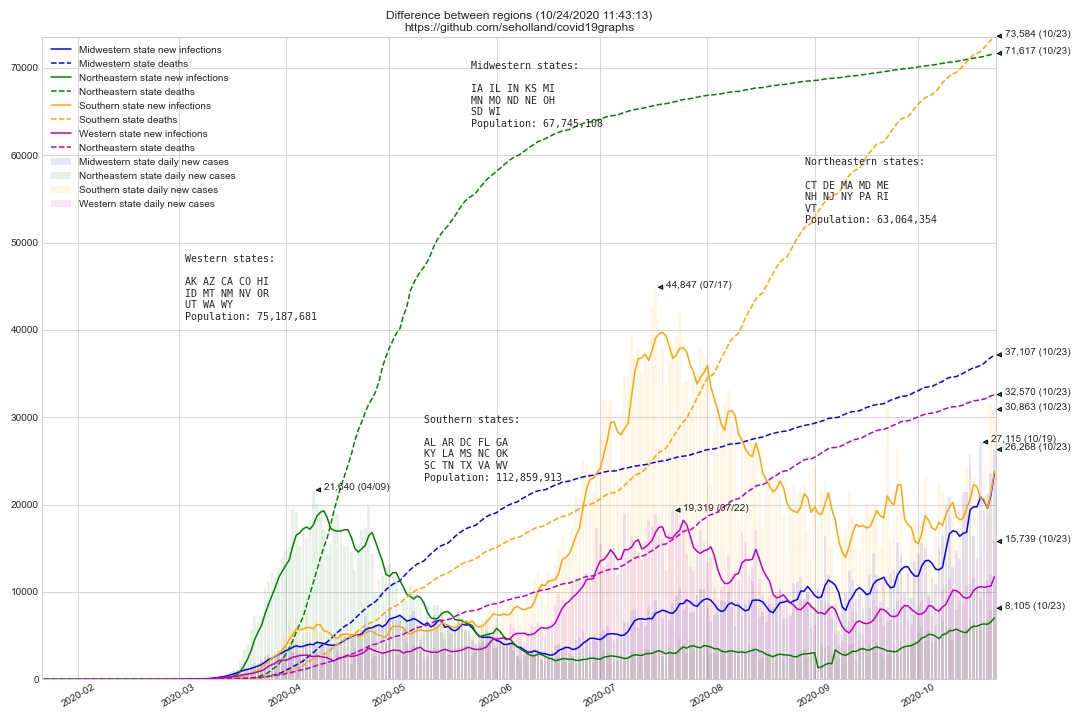 Difference between regions (10/24/2020 11:43:13)
https://github.com/seholland/covid19graphs
Midwestern state new infections
Midwestern state deaths
Northeastern state new infections
Northeastern state deaths
Southern state new infections
Southern state deaths
Western state new infections
Western state deaths
Midwestern state daily new cases
Northeastern state daily new cases
Southern state daily new cases
Western state daily new cases
Midwestern states:
IA IL IN KS MI
MN MO ND NE OH
SD WI
Population: 67,745,108
Northeastern states:
CT DE MA MD ME
NH NJ NY PA RI
VT
Population: 63,064,354
Western states:
AK AZ CA CO HI
ID MT NM NV OR
UT WA WY
Population: 75,187,681
Southern states:
AL AR DC FL GA
KY LA MS NC OK
SC TN TX VA WV
Population: 112,859,913
73,584 (10/23)
71,617 (10/23)
44,847 (07/17)
37,107 (10/23)
32,570 (10/23)
30,863 (10/23)
27,115 (10/19)
26,268 (10/23)
21,640 (04/09)
19,319 (07/22)
15,739 (10/23)
8,105 (10/23)
70000
60000
50000
40000
30000
20000
10000
0
2020-02
2020-03
2020-04
2020-05
2020-06
2020-07
2020-08
2020-09
2020-10